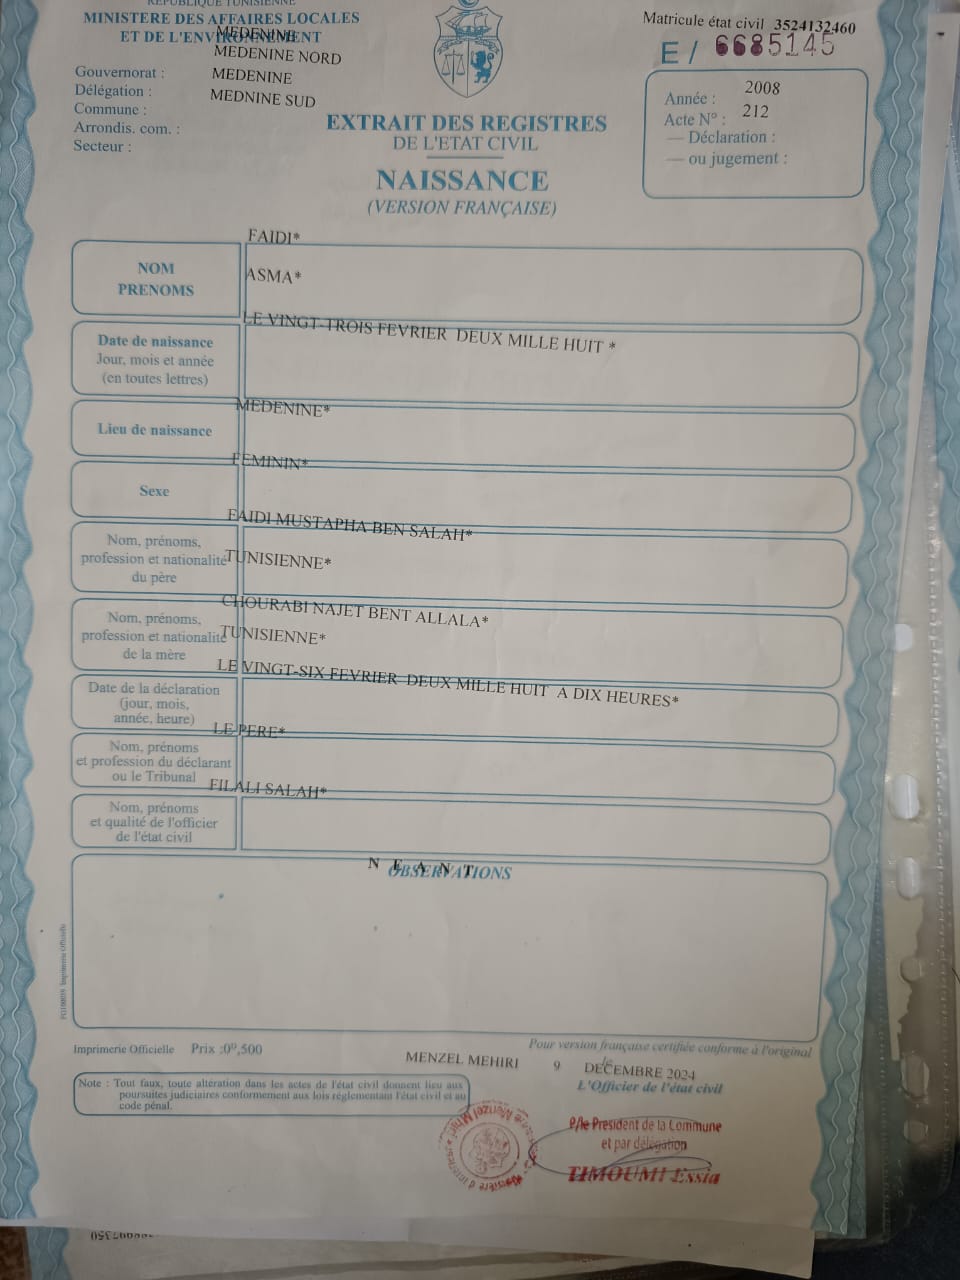 REPUBLIQUE TUNISIENNE
MINISTERE DES AFFAIRES LOCALES
ET DE L'ENVIRONNEMENT
MEDENINE
MEDENINE NORD
MEDENINE
MEDNINE SUD
Gouvernorat :
Délégation :
Commune :
Arrondis. com. :
Secteur :
Matricule état civil 3524132460
E / 6685145
Année : 2008
Acte N° : 212
— Déclaration :
— ou jugement :
EXTRAIT DES REGISTRES
DE L'ETAT CIVIL
NAISSANCE
(VERSION FRANÇAISE)
NOM
PRENOMS
FAIDI*
ASMA*
Date de naissance
Jour, mois et année
(en toutes lettres)
LE VINGT-TROIS FEVRIER DEUX MILLE HUIT *
Lieu de naissance
MEDENINE*
Sexe
FEMININ*
Nom, prénoms,
profession et nationalité
du père
FAIDI MUSTAPHA BEN SALAH*
TUNISIENNE*
Nom, prénoms,
profession et nationalité
de la mère
CHOURABI NAJET BENT ALLALA*
TUNISIENNE*
Date de la déclaration
(jour, mois,
année, heure)
LE VINGT-SIX FEVRIER DEUX MILLE HUIT A DIX HEURES*
Nom, prénoms
et profession du déclarant
ou le Tribunal
LE PERE*
Nom, prénoms
et qualité de l'officier
de l'état civil
FILALI SALAH*
OBSERVATIONS
N E A N T
Imprimerie Officielle Prix :0ᴰ,500
Pour version française certifiée conforme à l'original
MENZEL MEHIRI le 9 DECEMBRE 2024
L'Officier de l'état civil
Note : Tout faux, toute altération dans les actes de l'état civil donnent lieu aux
poursuites judiciaires conformément aux lois réglementant l'état civil et au
code pénal.
P/le President de la Commune
et par délégation
TIMOUMI Essia